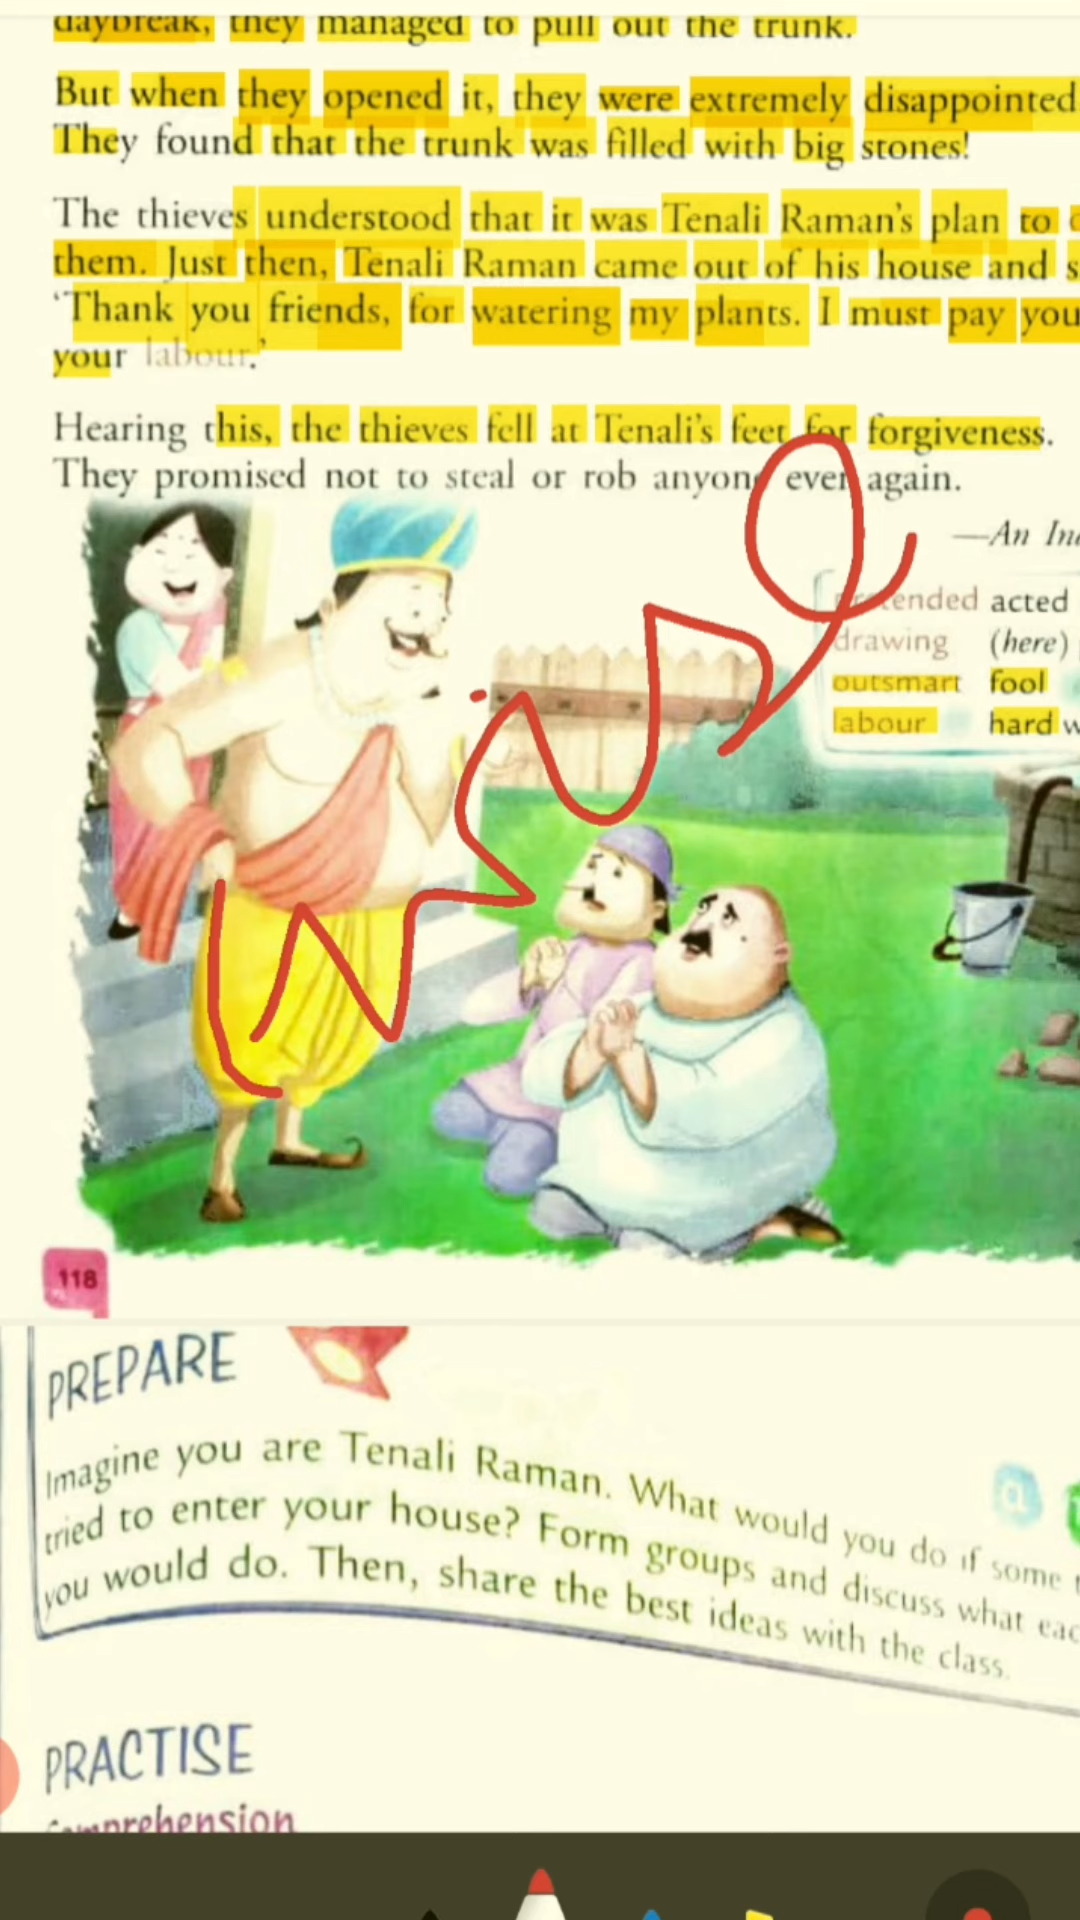 daybreak, they managed to pull out the trunk.
But when they opened it, they were extremely disappointed
They found that the trunk was filled with big stones!
The thieves understood that it was Tenali Raman's plan to
them. Just then, Tenali Raman came out of his house and s
'Thank you friends, for watering my plants. I must pay you
your labour.'
Hearing this, the thieves fell at Tenali's feet for forgiveness.
They promised not to steal or rob anyone ever again.
—An In
pretended acted
drawing (here)
outsmart fool
labour hard w
118
PREPARE
Imagine you are Tenali Raman. What would you do if some t
tried to enter your house? Form groups and discuss what eac
you would do. Then, share the best ideas with the class.
PRACTISE
Comprehension